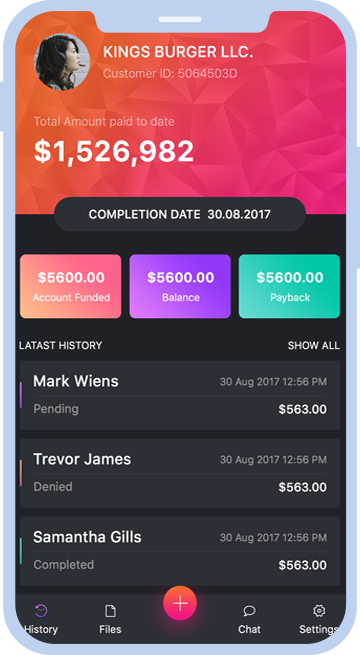 KINGS BURGER LLC.
Customer ID: 5064503D
Total Amount paid to date
$1,526,982
COMPLETION DATE 30.08.2017
$5600.00 $5600.00 $5600.00
Account Funded Balance Payback
LATAST HISTORY SHOW ALL
Mark Wiens 30 Aug 2017 12:56 PM
Pending $563.00
Trevor James 30 Aug 2017 12:56 PM
Denied $563.00
Samantha Gills 30 Aug 2017 12:56 PM
Completed $563.00
History Files Chat Settings